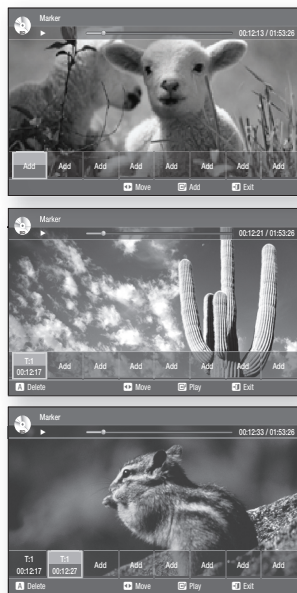 Marker
00:12:13 / 01:53:26
Add Add Add Add Add Add Add
Move Add Exit
Marker
00:12:21 / 01:53:26
T:1
00:12:17 Add Add Add Add Add Add
A Delete Move Play Exit
Marker
00:12:33 / 01:53:26
T:1 T:1
00:12:17 00:12:27 Add Add Add Add Add
A Delete Move Play Exit